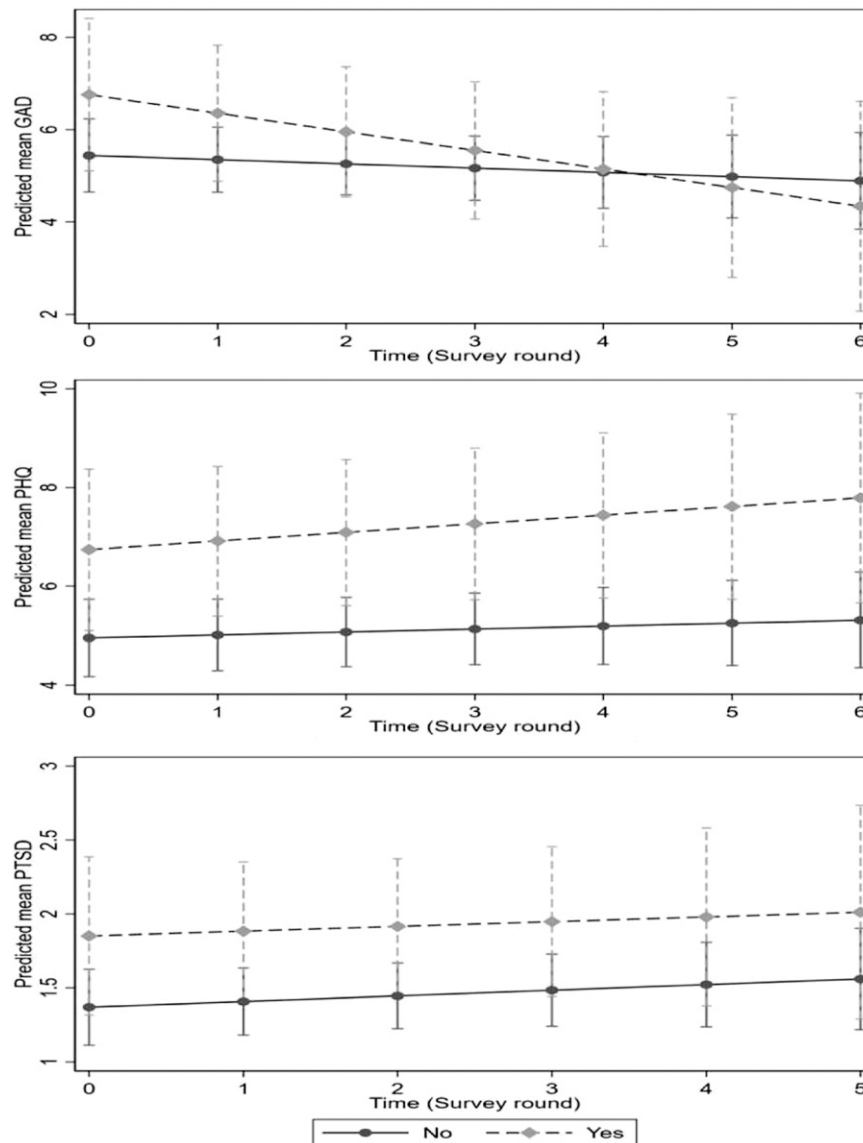 Predicted mean GAD
8
6
4
2
0 1 2 3 4 5 6
Time (Survey round)
Predicted mean PHQ
10
8
6
4
0 1 2 3 4 5 6
Time (Survey round)
Predicted mean PTSD
3
2.5
2
1.5
1
0 1 2 3 4 5
Time (Survey round)
No Yes